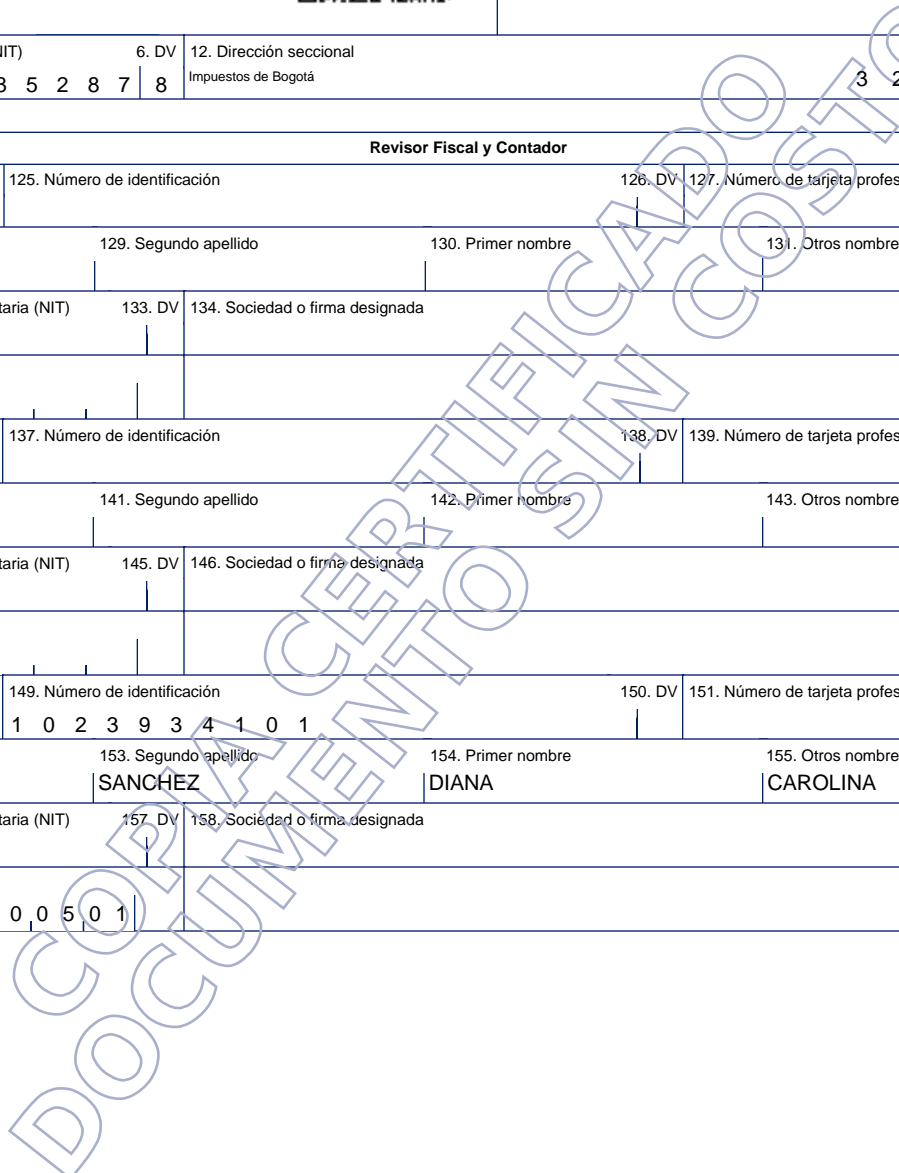 NIT) 6. DV 12. Dirección seccional
3 5 2 8 7 8 Impuestos de Bogotá 3 2
Revisor Fiscal y Contador
125. Número de identificación 126. DV 127. Número de tarjeta profes
129. Segundo apellido 130. Primer nombre 131. Otros nombre
taria (NIT) 133. DV 134. Sociedad o firma designada
137. Número de identificación 138. DV 139. Número de tarjeta profes
141. Segundo apellido 142. Primer nombre 143. Otros nombre
taria (NIT) 145. DV 146. Sociedad o firma designada
149. Número de identificación 150. DV 151. Número de tarjeta profes
1 0 2 3 9 3 4 1 0 1
153. Segundo apellido 154. Primer nombre 155. Otros nombre
SANCHEZ DIANA CAROLINA
taria (NIT) 157. DV 158. Sociedad o firma designada
0 0 5 0 1
COPIA CERTIFICADO
DOCUMENTO SIN COSTO